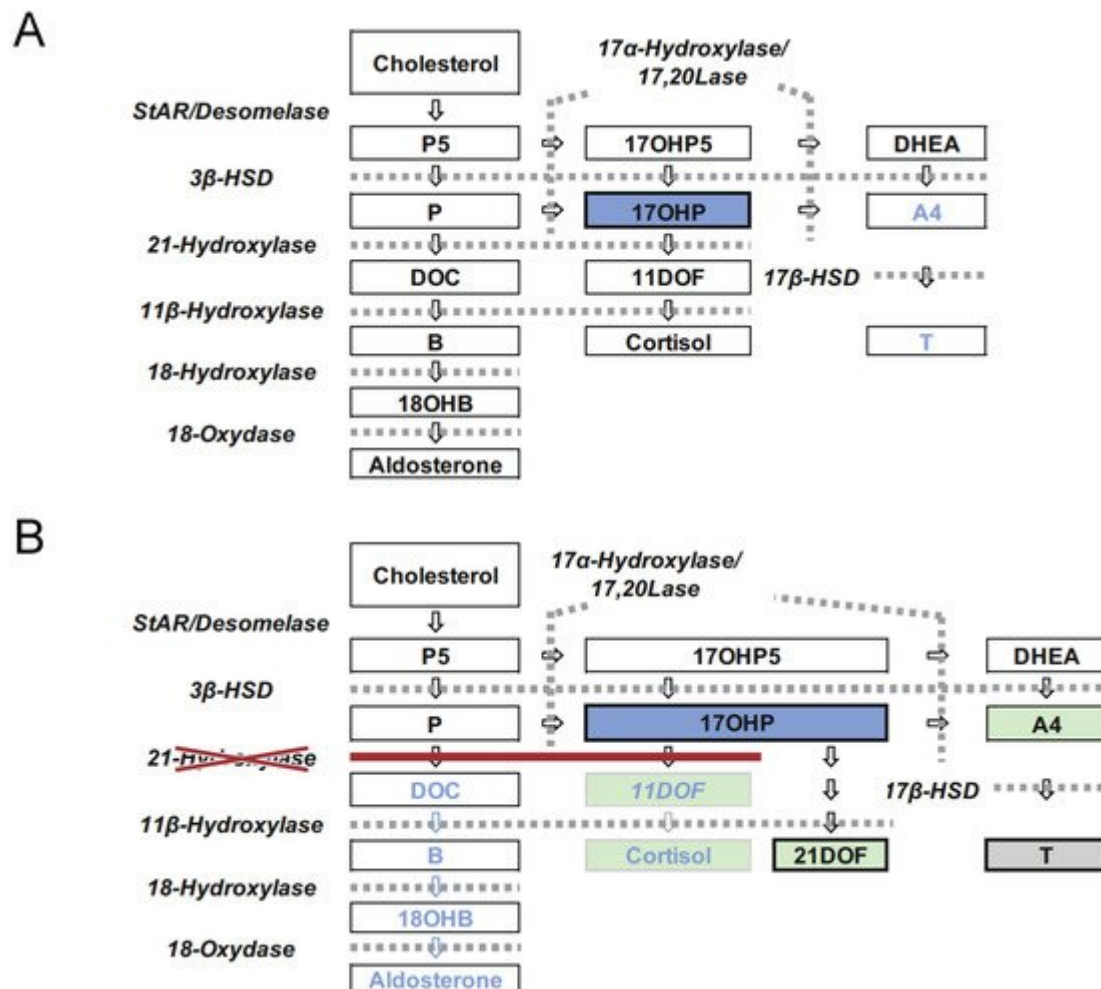 A
Cholesterol
17α-Hydroxylase/
17,20Lase
StAR/Desomelase
P5
17OHP5
DHEA
3β-HSD
P
17OHP
A4
21-Hydroxylase
DOC
11DOF
17β-HSD
11β-Hydroxylase
B
Cortisol
T
18-Hydroxylase
18OHB
18-Oxydase
Aldosterone
B
Cholesterol
17α-Hydroxylase/
17,20Lase
StAR/Desomelase
P5
17OHP5
DHEA
3β-HSD
P
17OHP
A4
21-Hydroxylase
DOC
11DOF
17β-HSD
11β-Hydroxylase
B
Cortisol
21DOF
T
18-Hydroxylase
18OHB
18-Oxydase
Aldosterone